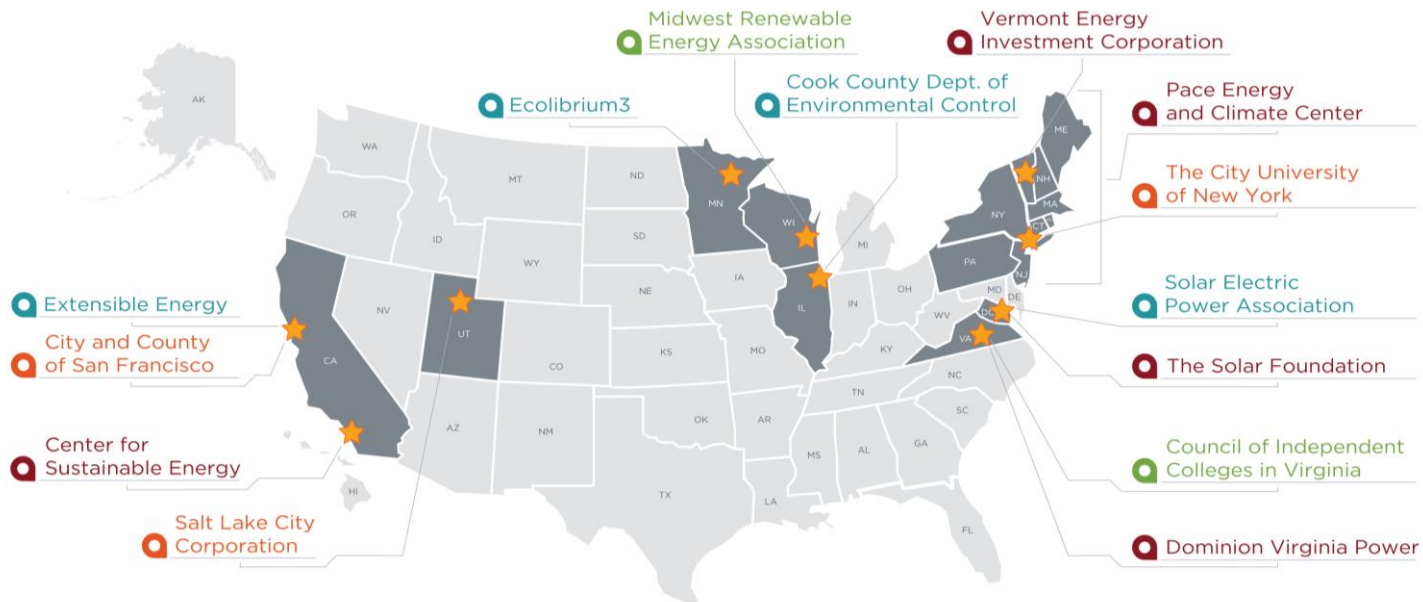 Midwest Renewable
Energy Association
Vermont Energy
Investment Corporation
Ecolibrium3
Cook County Dept. of
Environmental Control
Pace Energy
and Climate Center
The City University
of New York
Solar Electric
Power Association
The Solar Foundation
Council of Independent
Colleges in Virginia
Dominion Virginia Power
Extensible Energy
City and County
of San Francisco
Center for
Sustainable Energy
Salt Lake City
Corporation
AK
WA
MT
ND
MN
ME
NH
OR
ID
SD
WI
MI
NY
MA
CT
WY
IA
PA
NJ
NV
UT
NE
IL
IN
OH
MD
DE
DC
WV
VA
CA
CO
KS
MO
KY
AZ
NM
OK
AR
TN
NC
SC
MS
AL
GA
HI
TX
LA
FL